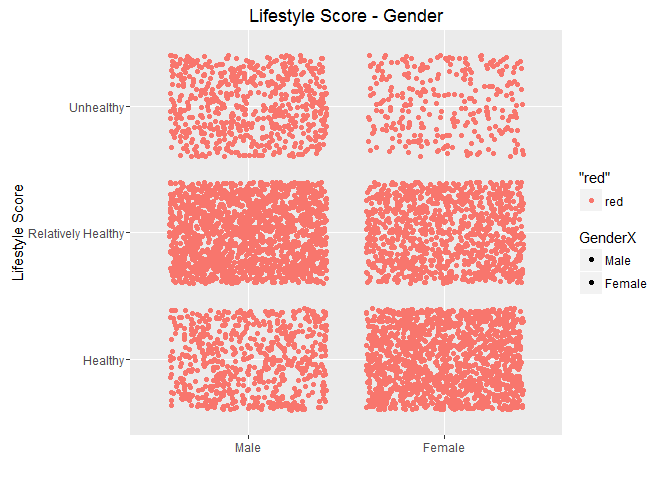 Lifestyle Score - Gender
Lifestyle Score
Unhealthy
Relatively Healthy
Healthy
Male
Female
"red"
red
GenderX
Male
Female